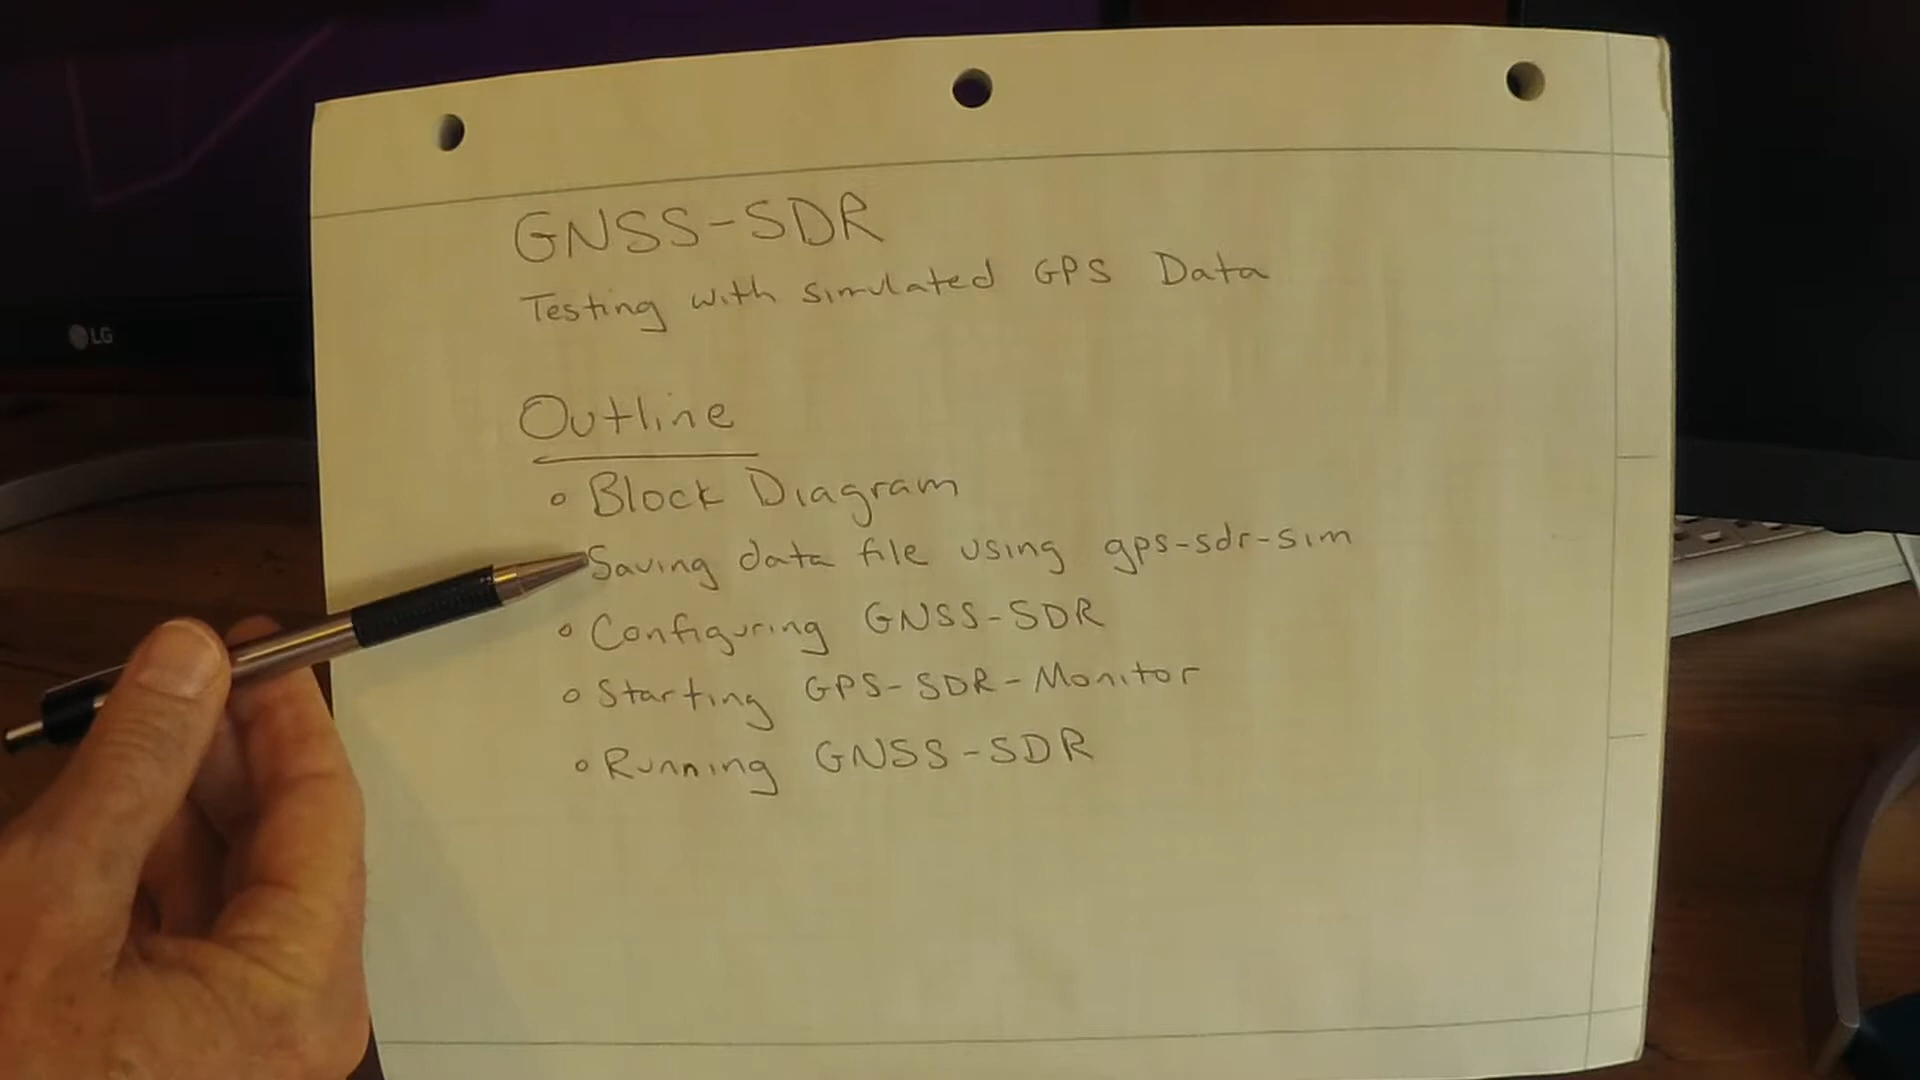 GNSS-SDR
Testing with simulated GPS Data
Outline
◦ Block Diagram
Saving data file using gps-sdr-sim
◦ Configuring GNSS-SDR
◦ Starting GPS-SDR-Monitor
◦ Running GNSS-SDR
LG